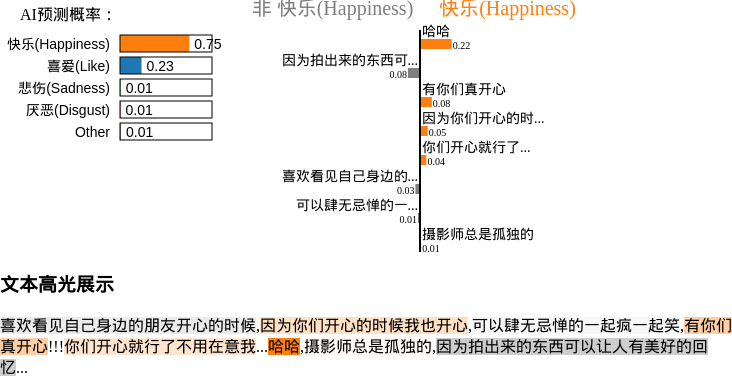 AI预测概率：
快乐(Happiness) 0.75
喜爱(Like) 0.23
悲伤(Sadness) 0.01
厌恶(Disgust) 0.01
Other 0.01
非 快乐(Happiness) 快乐(Happiness)
哈哈
0.22
因为拍出来的东西可...
0.08
有你们真开心
0.08
因为你们开心的时...
0.05
你们开心就行了...
0.04
喜欢看见自己身边的...
0.03
可以肆无忌惮的一...
0.01
摄影师总是孤独的
0.01
文本高光展示
喜欢看见自己身边的朋友开心的时候,因为你们开心的时候我也开心,可以肆无忌惮的一起疯一起笑,有你们
真开心!!!你们开心就行了不用在意我...哈哈,摄影师总是孤独的,因为拍出来的东西可以让人有美好的回
忆...